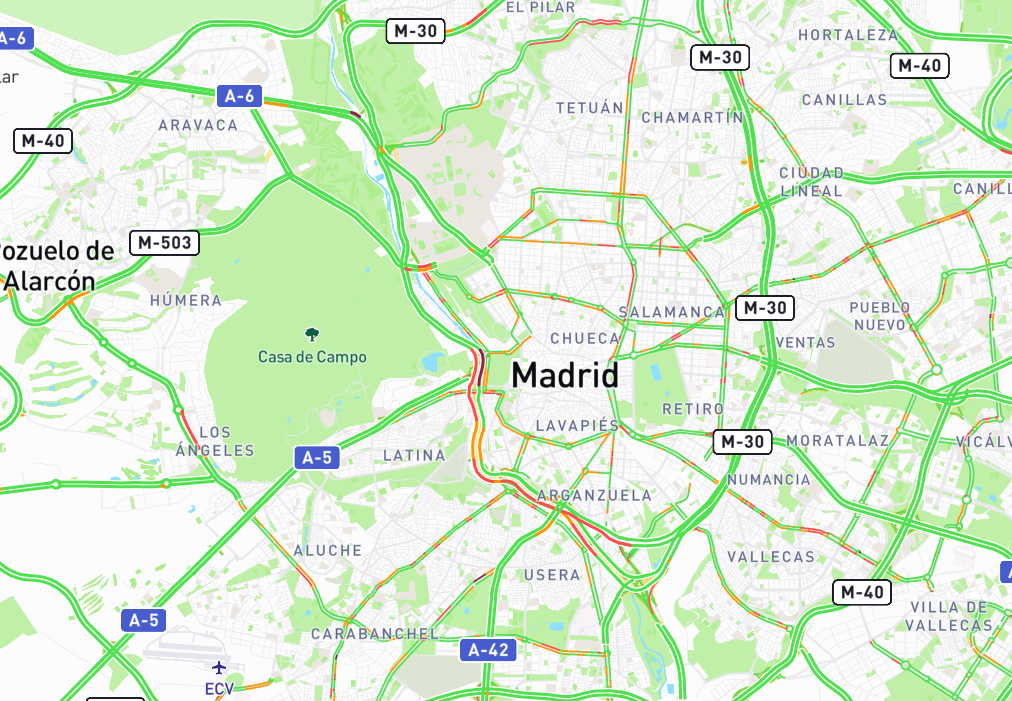 EL PILAR
M-30
A-6
HORTALEZA
M-30
M-40
lar
A-6
CANILLAS
TETUÁN
CHAMARTÍN
ARAVACA
M-40
CIUDAD
LINEAL
CANILL
M-503
ozuelo de
Alarcón
HÚMERA
SALAMANCA
M-30
PUEBLO
NUEVO
CHUECA
VENTAS
Casa de Campo
Madrid
RETIRO
LAVAPIÉS
LOS
ÁNGELES
M-30
MORATALAZ
VICÁLV
A-5
LATINA
NUMANCIA
ARGANZUELA
ALUCHE
VALLECAS
USERA
A
M-40
VILLA DE
VALLECAS
A-5
CARABANCHEL
A-42
ECV